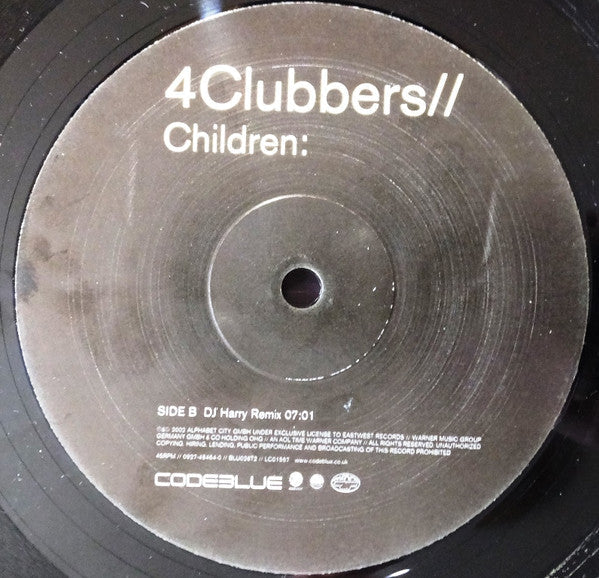 4Clubbers//
Children:
SIDE B DJ Harry Remix 07:01
℗© 2002 ALPHABET CITY GMBH UNDER EXCLUSIVE LICENSE TO EASTWEST RECORDS // WARNER MUSIC GROUP
GERMANY GMBH & CO HOLDING OHG // AN AOL TIME WARNER COMPANY // ALL RIGHTS RESERVED UNAUTHORIZED
COPYING, HIRING, LENDING, PUBLIC PERFORMANCE AND BROADCASTING OF THIS RECORD PROHIBITED
45RPM // 0927-46464-0 // BLU036T2 // LC01557 www.codeblue.co.uk
CODEBLUE